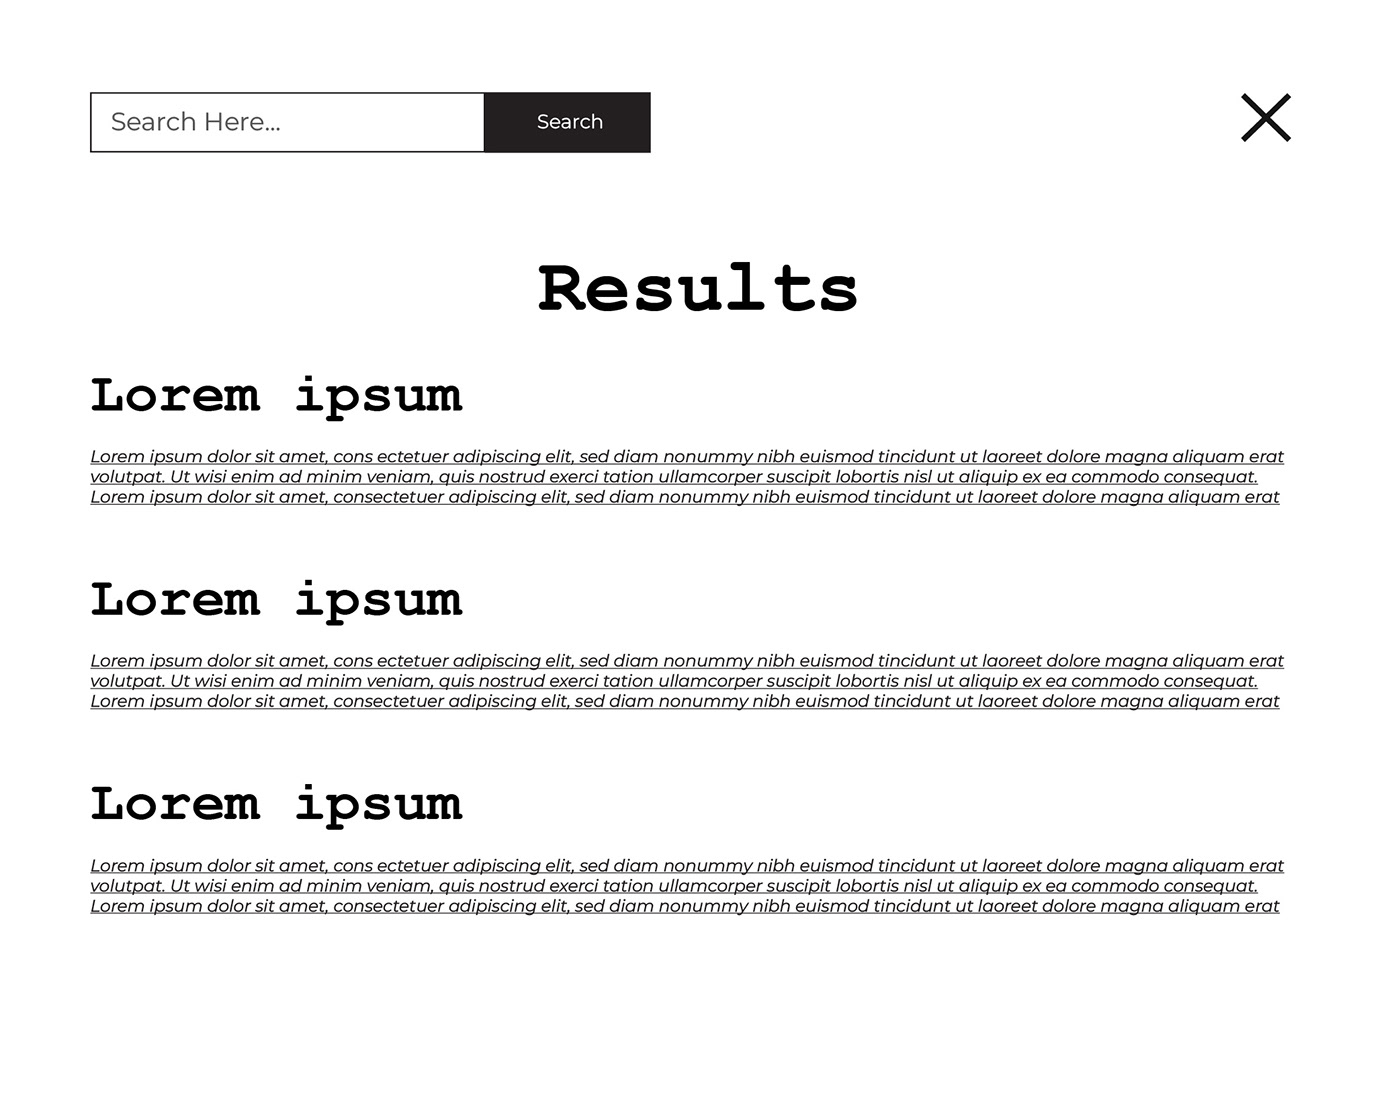 Search Here...
Search
Results
Lorem ipsum
Lorem ipsum dolor sit amet, cons ectetuer adipiscing elit, sed diam nonummy nibh euismod tincidunt ut laoreet dolore magna aliquam erat
volutpat. Ut wisi enim ad minim veniam, quis nostrud exerci tation ullamcorper suscipit lobortis nisl ut aliquip ex ea commodo consequat.
Lorem ipsum dolor sit amet, consectetuer adipiscing elit, sed diam nonummy nibh euismod tincidunt ut laoreet dolore magna aliquam erat
Lorem ipsum
Lorem ipsum dolor sit amet, cons ectetuer adipiscing elit, sed diam nonummy nibh euismod tincidunt ut laoreet dolore magna aliquam erat
volutpat. Ut wisi enim ad minim veniam, quis nostrud exerci tation ullamcorper suscipit lobortis nisl ut aliquip ex ea commodo consequat.
Lorem ipsum dolor sit amet, consectetuer adipiscing elit, sed diam nonummy nibh euismod tincidunt ut laoreet dolore magna aliquam erat
Lorem ipsum
Lorem ipsum dolor sit amet, cons ectetuer adipiscing elit, sed diam nonummy nibh euismod tincidunt ut laoreet dolore magna aliquam erat
volutpat. Ut wisi enim ad minim veniam, quis nostrud exerci tation ullamcorper suscipit lobortis nisl ut aliquip ex ea commodo consequat.
Lorem ipsum dolor sit amet, consectetuer adipiscing elit, sed diam nonummy nibh euismod tincidunt ut laoreet dolore magna aliquam erat